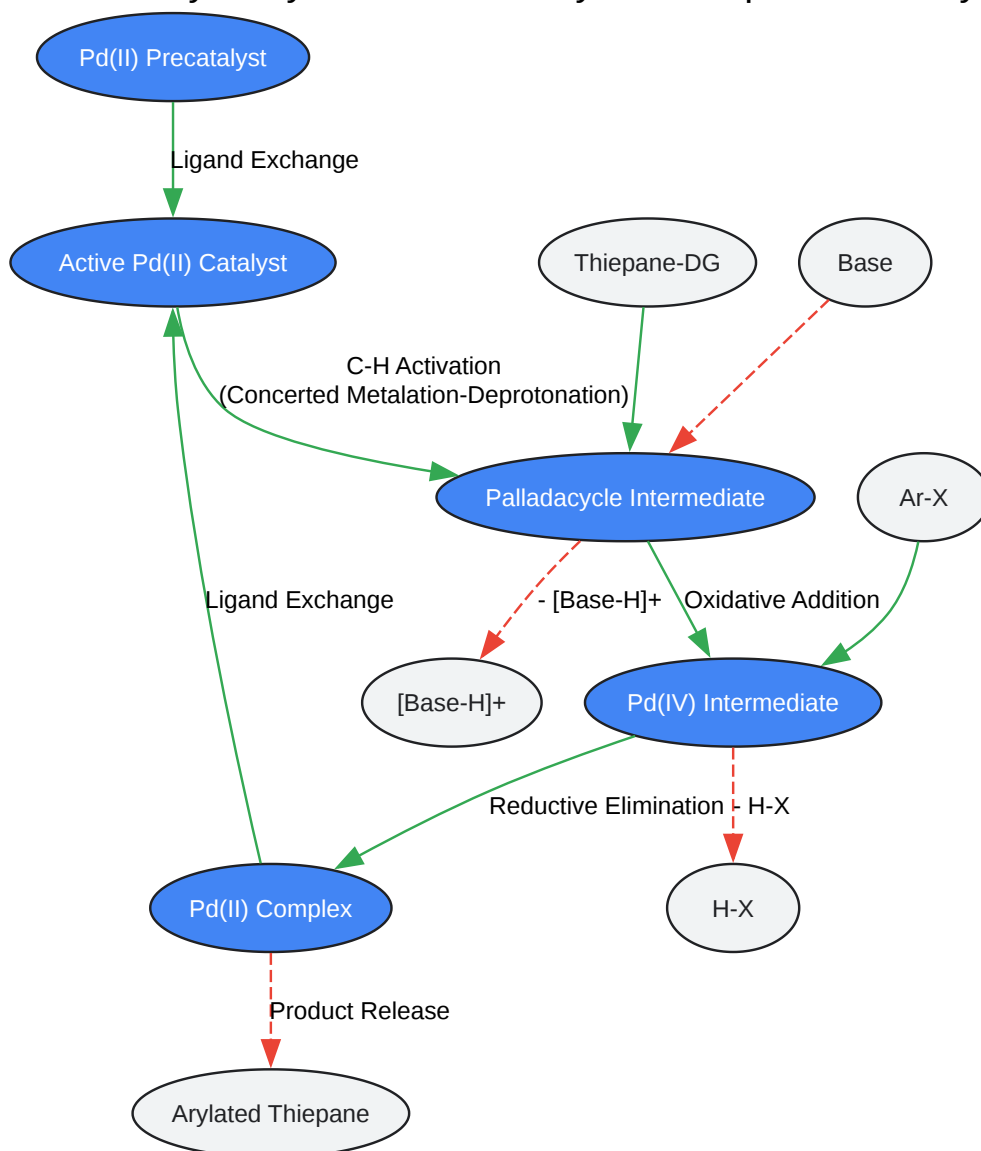 Pd(II) Precatalyst
Ligand Exchange
Active Pd(II) Catalyst
Thiepane-DG
Base
C-H Activation
(Concerted Metalation-Deprotonation)
Palladacycle Intermediate
Ar-X
Ligand Exchange
- [Base-H]+
Oxidative Addition
[Base-H]+
Pd(IV) Intermediate
Reductive Elimination
- H-X
Pd(II) Complex
H-X
Product Release
Arylated Thiepane